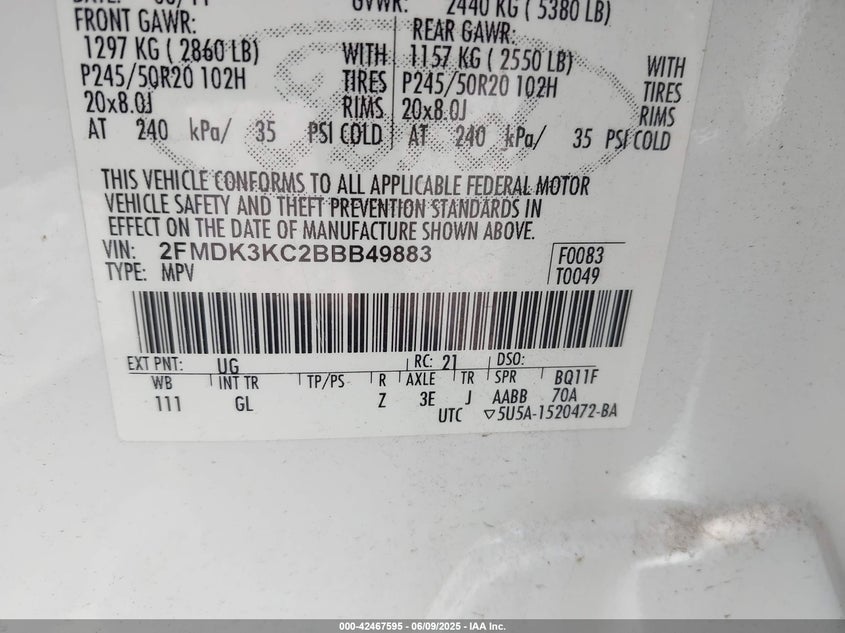 GVWR: 2440 KG ( 5380 LB)
FRONT GAWR: REAR GAWR:
1297 KG ( 2860 LB) WITH 1157 KG ( 2550 LB) WITH
P245/50R20 102H TIRES P245/50R20 102H TIRES
20x8.0J RIMS 20x8.0J RIMS
AT 240 kPa/ 35 PSI COLD AT 240 kPa/ 35 PSI COLD
THIS VEHICLE CONFORMS TO ALL APPLICABLE FEDERAL MOTOR
VEHICLE SAFETY AND THEFT PREVENTION STANDARDS IN
EFFECT ON THE DATE OF MANUFACTURE SHOWN ABOVE.
VIN: 2FMDK3KC2BBB49883 F0083
TYPE: MPV T0049
EXT PNT: UG RC: 21 DSO:
WB INT TR TP/PS R AXLE TR SPR BQ11F
111 GL Z 3E J AABB 70A
UTC ▽5U5A-1520472-BA
000-42467595 - 06/09/2025 - IAA Inc.